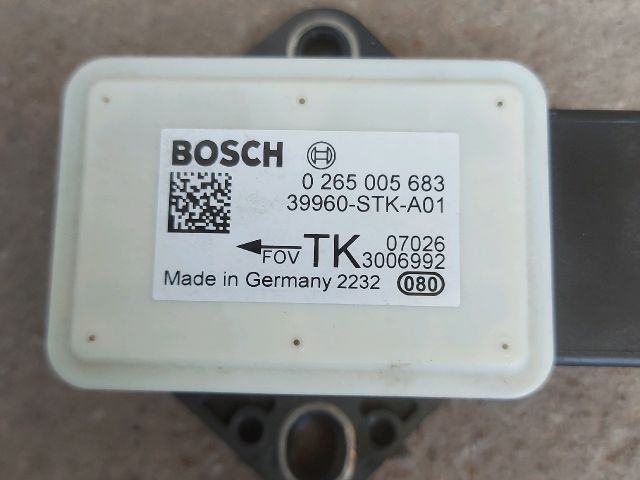 BOSCH
0 265 005 683
39960-STK-A01
FOV TK 07026
3006992
Made in Germany 2232 080